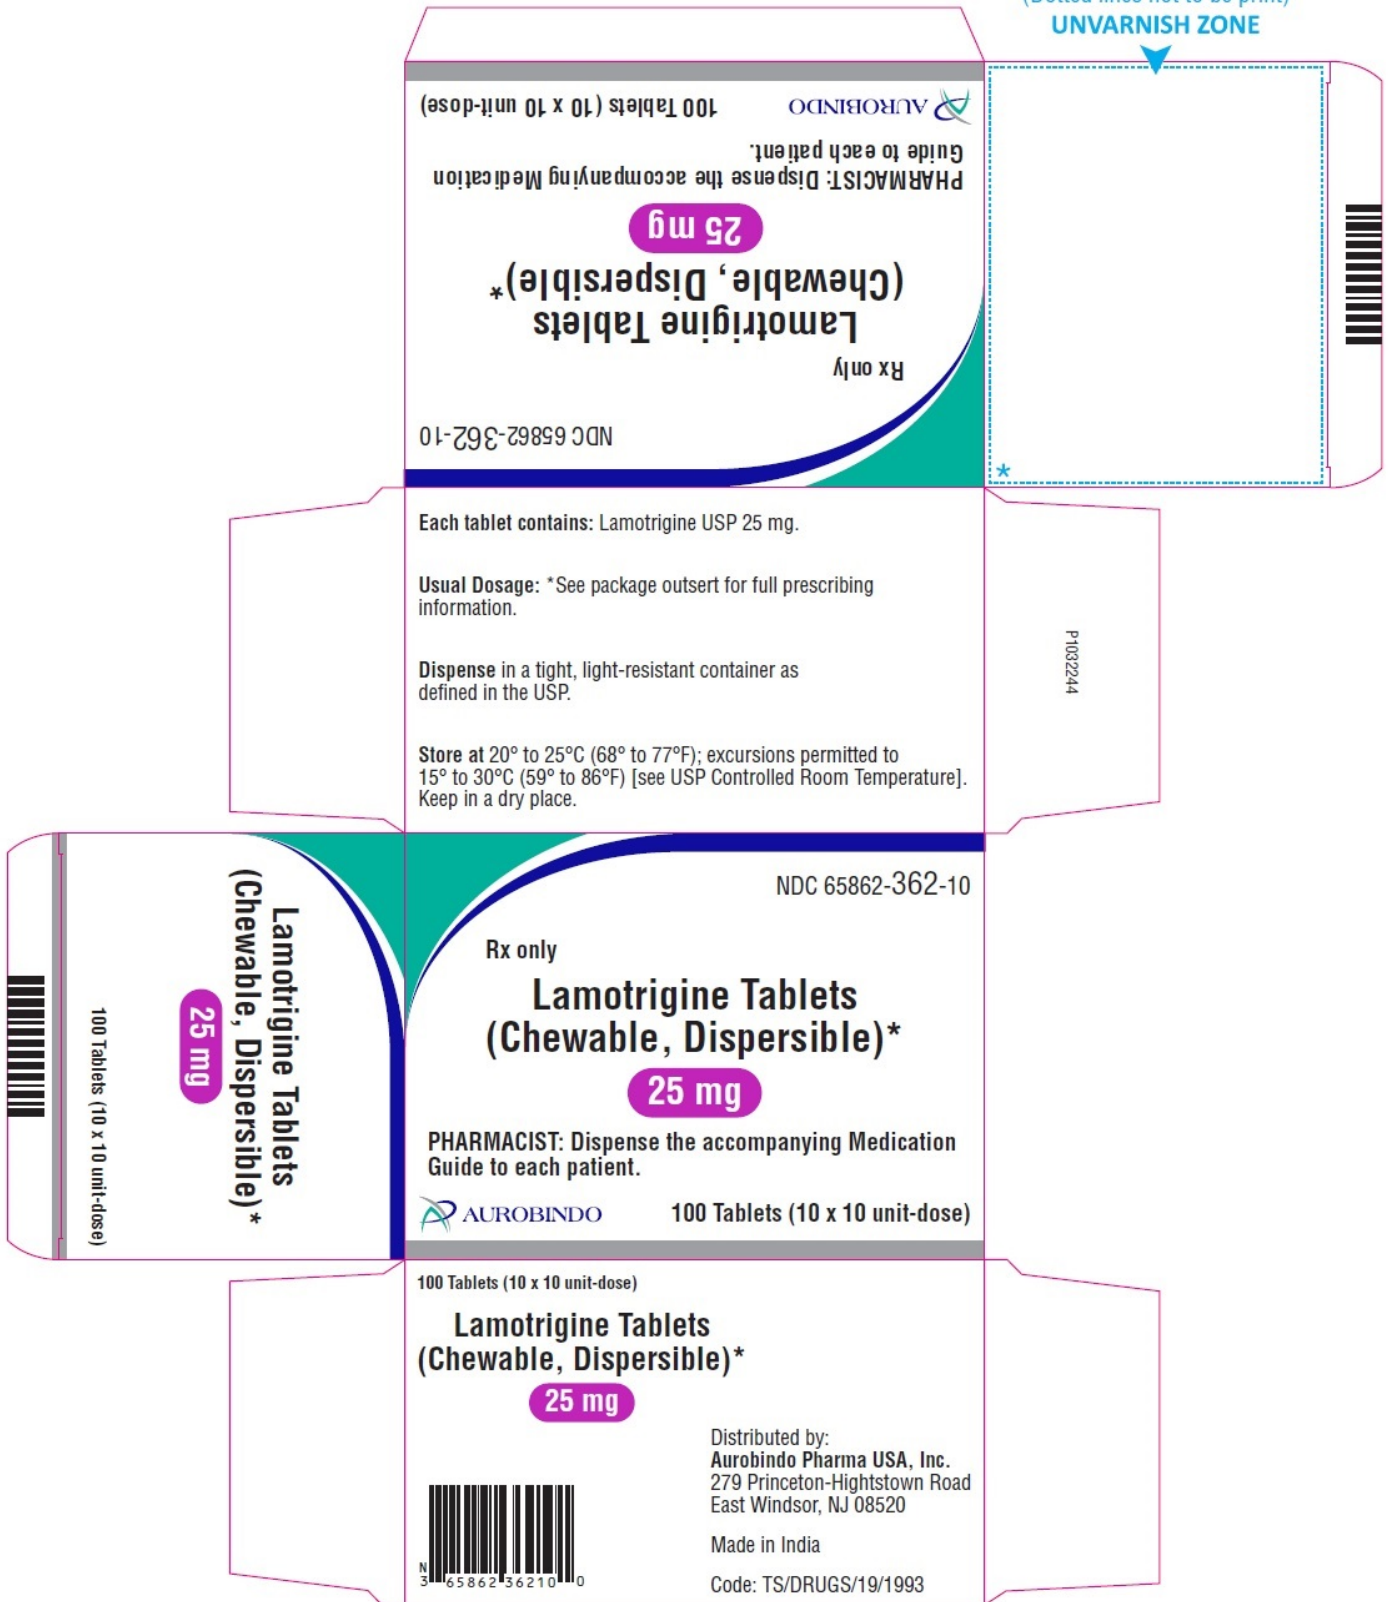 (Dotted lines not to be print)
UNVARNISH ZONE
100 Tablets (10 x 10 unit-dose)
AUROBINDO
PHARMACIST: Dispense the accompanying Medication
Guide to each patient.
25 mg
Lamotrigine Tablets
(Chewable, Dispersible)*
Rx only
NDC 65862-362-10
*
Each tablet contains: Lamotrigine USP 25 mg.
Usual Dosage: *See package outsert for full prescribing
information.
Dispense in a tight, light-resistant container as
defined in the USP.
Store at 20° to 25°C (68° to 77°F); excursions permitted to
15° to 30°C (59° to 86°F) [see USP Controlled Room Temperature].
Keep in a dry place.
P1032244
Lamotrigine Tablets
(Chewable, Dispersible)*
25 mg
100 Tablets (10 x 10 unit-dose)
NDC 65862-362-10
Rx only
Lamotrigine Tablets
(Chewable, Dispersible)*
25 mg
PHARMACIST: Dispense the accompanying Medication
Guide to each patient.
AUROBINDO
100 Tablets (10 x 10 unit-dose)
100 Tablets (10 x 10 unit-dose)
Lamotrigine Tablets
(Chewable, Dispersible)*
25 mg
Distributed by:
Aurobindo Pharma USA, Inc.
279 Princeton-Hightstown Road
East Windsor, NJ 08520
Made in India
Code: TS/DRUGS/19/1993
N
3 65862 36210 0